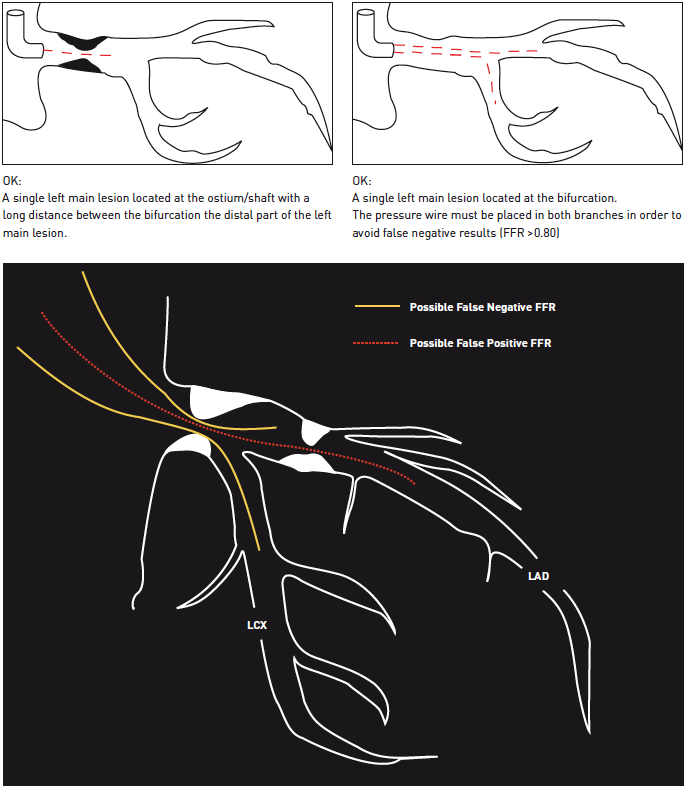 OK:
A single left main lesion located at the ostium/shaft with a
long distance between the bifurcation the distal part of the left
main lesion.
OK:
A single left main lesion located at the bifurcation.
The pressure wire must be placed in both branches in order to
avoid false negative results (FFR >0.80)
Possible False Negative FFR
Possible False Positive FFR
LAD
LCX